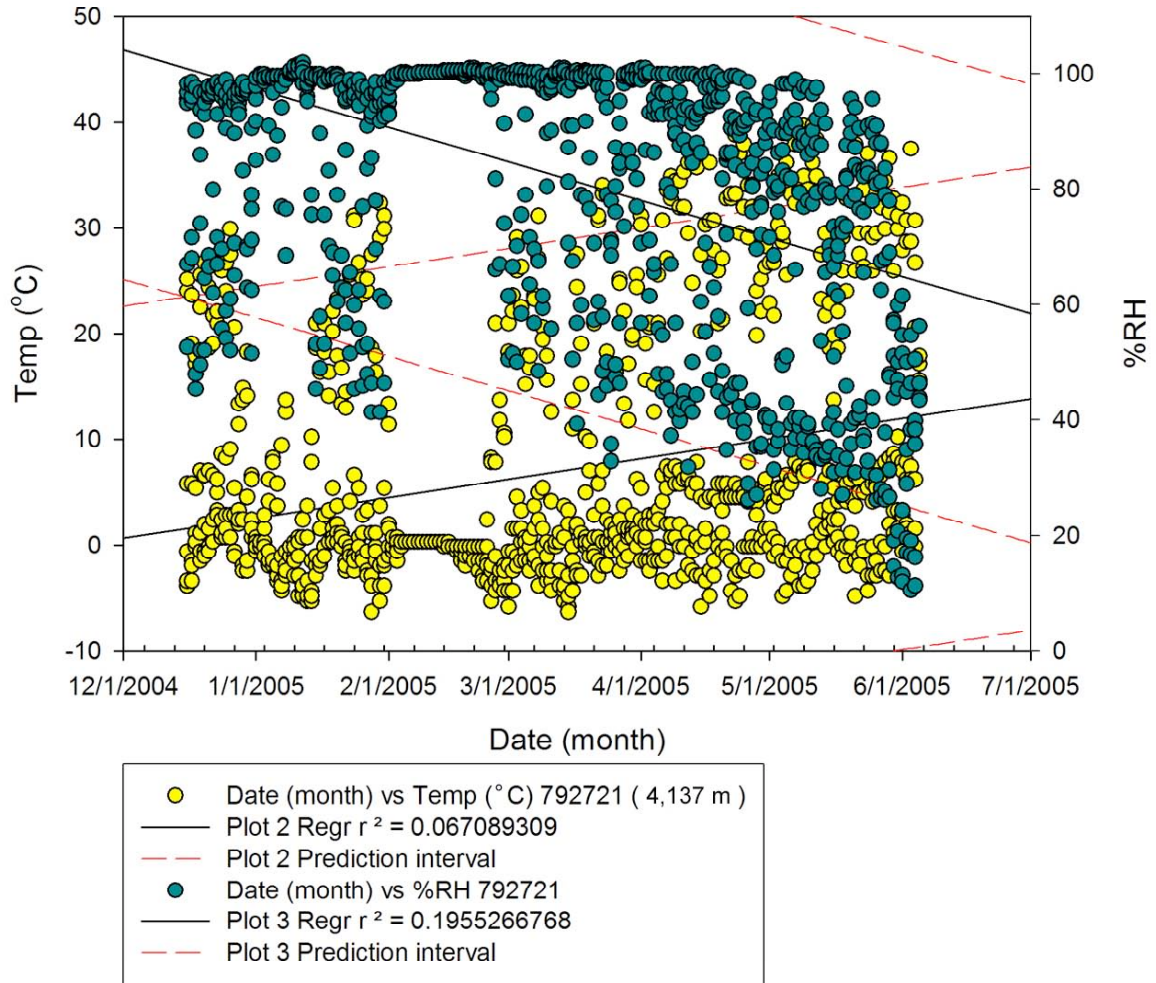 50
40
30
20
10
0
-10
Temp (°C)
100
80
60
40
20
0
%RH
12/1/2004 1/1/2005 2/1/2005 3/1/2005 4/1/2005 5/1/2005 6/1/2005 7/1/2005
Date (month)
Date (month) vs Temp (°C) 792721 ( 4,137 m )
Plot 2 Regr r ² = 0.067089309
Plot 2 Prediction interval
Date (month) vs %RH 792721
Plot 3 Regr r ² = 0.1955266768
Plot 3 Prediction interval